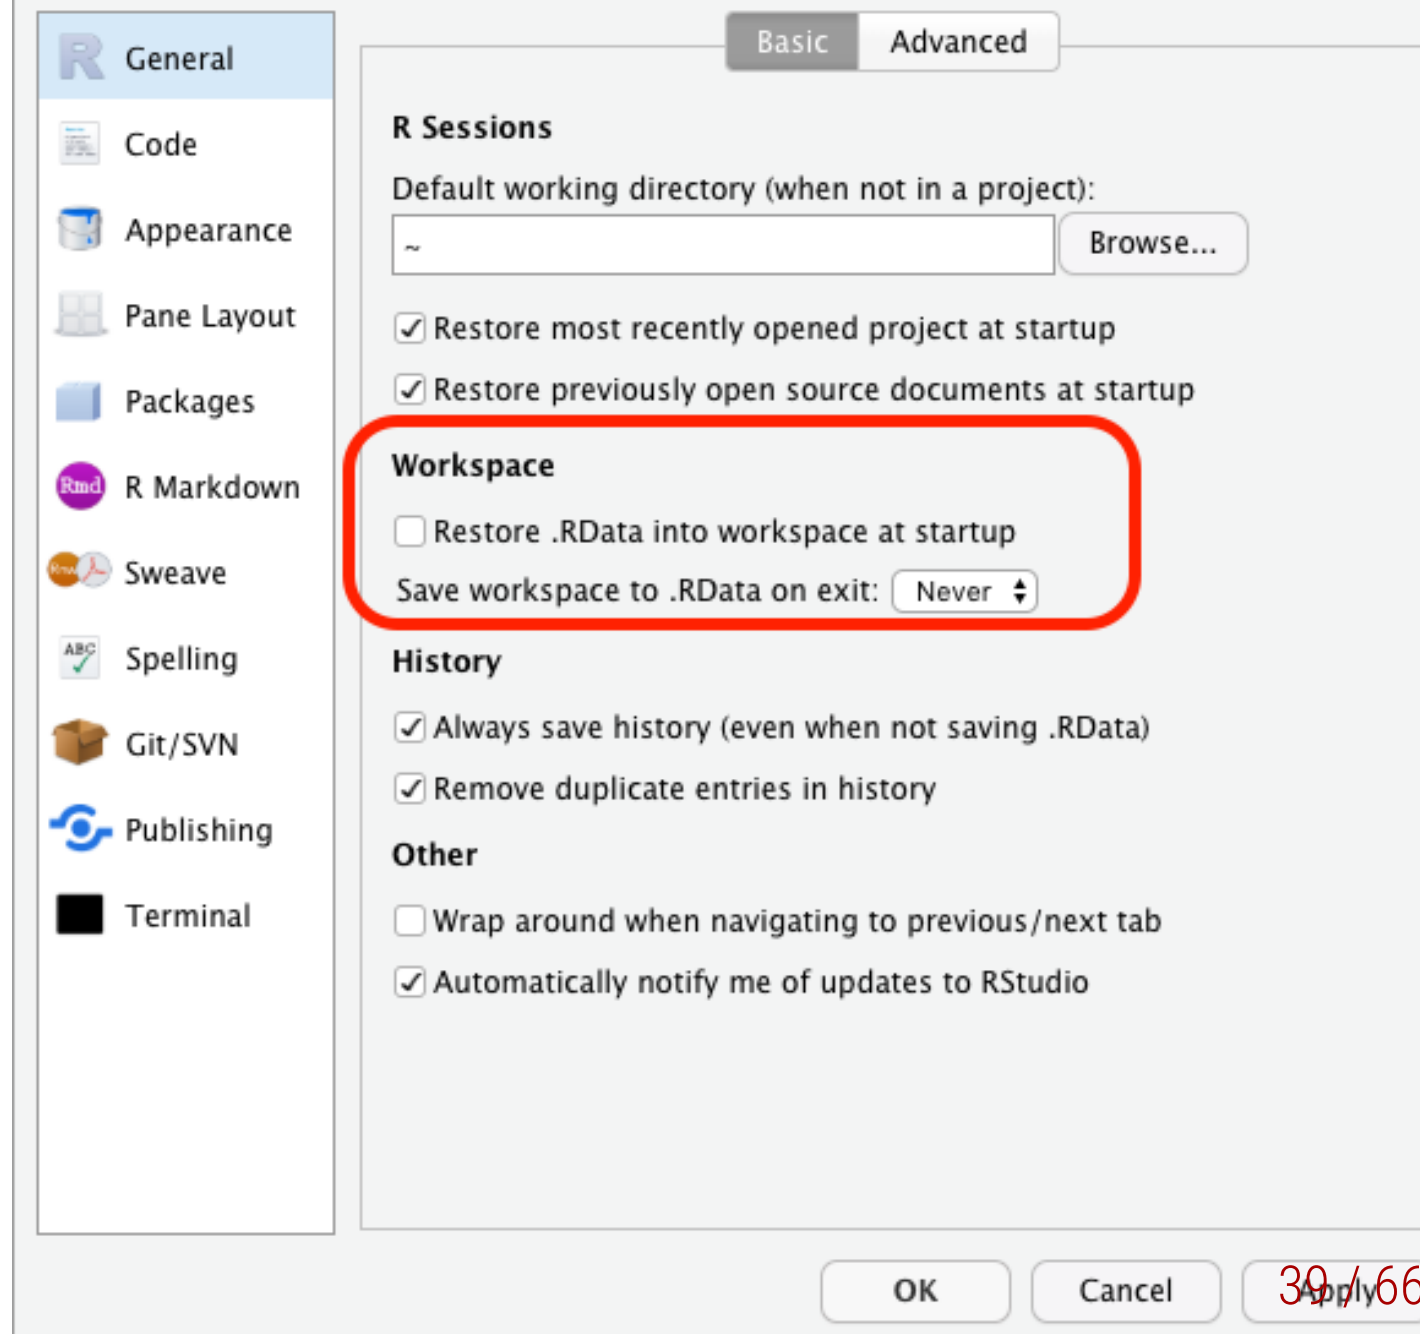 General
Code
Appearance
Pane Layout
Packages
Rmd R Markdown
Rnw Sweave
ABC Spelling
Git/SVN
Publishing
Terminal
Basic Advanced
R Sessions
Default working directory (when not in a project):
~ Browse...
Restore most recently opened project at startup
Restore previously open source documents at startup
Workspace
Restore .RData into workspace at startup
Save workspace to .RData on exit: Never
History
Always save history (even when not saving .RData)
Remove duplicate entries in history
Other
Wrap around when navigating to previous/next tab
Automatically notify me of updates to RStudio
OK Cancel Apply
39 / 66